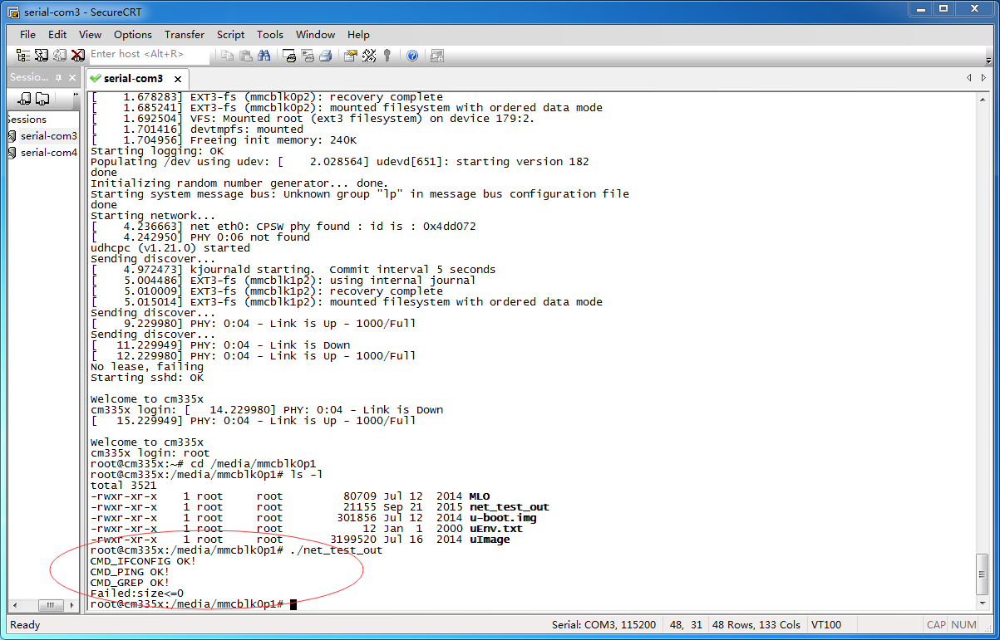 serial-com3 - SecureCRT
File Edit View Options Transfer Script Tools Window Help
Enter host <Alt+R>
Sessio...
serial-com3
essions
serial-com3
serial-com4
[    1.678283] EXT3-fs (mmcblk0p2): recovery complete
[    1.685241] EXT3-fs (mmcblk0p2): mounted filesystem with ordered data mode
[    1.692504] VFS: Mounted root (ext3 filesystem) on device 179:2.
[    1.701416] devtmpfs: mounted
[    1.704956] Freeing init memory: 240K
Starting logging: OK
Populating /dev using udev: [    2.028564] udevd[651]: starting version 182
done
Initializing random number generator... done.
Starting system message bus: Unknown group "lp" in message bus configuration file
done
Starting network...
[    4.236663] net eth0: CPSW phy found : id is : 0x4dd072
[    4.242950] PHY 0:06 not found
udhcpc (v1.21.0) started
Sending discover...
[    4.972473] kjournald starting.  Commit interval 5 seconds
[    5.004486] EXT3-fs (mmcblk1p2): using internal journal
[    5.010009] EXT3-fs (mmcblk1p2): recovery complete
[    5.015014] EXT3-fs (mmcblk1p2): mounted filesystem with ordered data mode
Sending discover...
[    9.229980] PHY: 0:04 - Link is Up - 1000/Full
Sending discover...
[   11.229949] PHY: 0:04 - Link is Down
[   12.229980] PHY: 0:04 - Link is Up - 1000/Full
No lease, failing
Starting sshd: OK
Welcome to cm335x
cm335x login: [   14.229980] PHY: 0:04 - Link is Down
[   15.229949] PHY: 0:04 - Link is Up - 1000/Full
Welcome to cm335x
cm335x login: root
root@cm335x:~# cd /media/mmcblk0p1
root@cm335x:/media/mmcblk0p1# ls -l
total 3521
-rwxr-xr-x    1 root     root         80709 Jul 12  2014 MLO
-rwxr-xr-x    1 root     root         21155 Sep 21  2015 net_test_out
-rwxr-xr-x    1 root     root        301856 Jul 12  2014 u-boot.img
-rwxr-xr-x    1 root     root            12 Jan  1  2000 uEnv.txt
-rwxr-xr-x    1 root     root       3199520 Jul 16  2014 uImage
root@cm335x:/media/mmcblk0p1# ./net_test_out
CMD_IFCONFIG OK!
CMD_PING OK!
CMD_GREP OK!
Failed:size<=0
root@cm335x:/media/mmcblk0p1#
Ready Serial: COM3, 115200 48, 31 48 Rows, 133 Cols VT100 CAP NUM